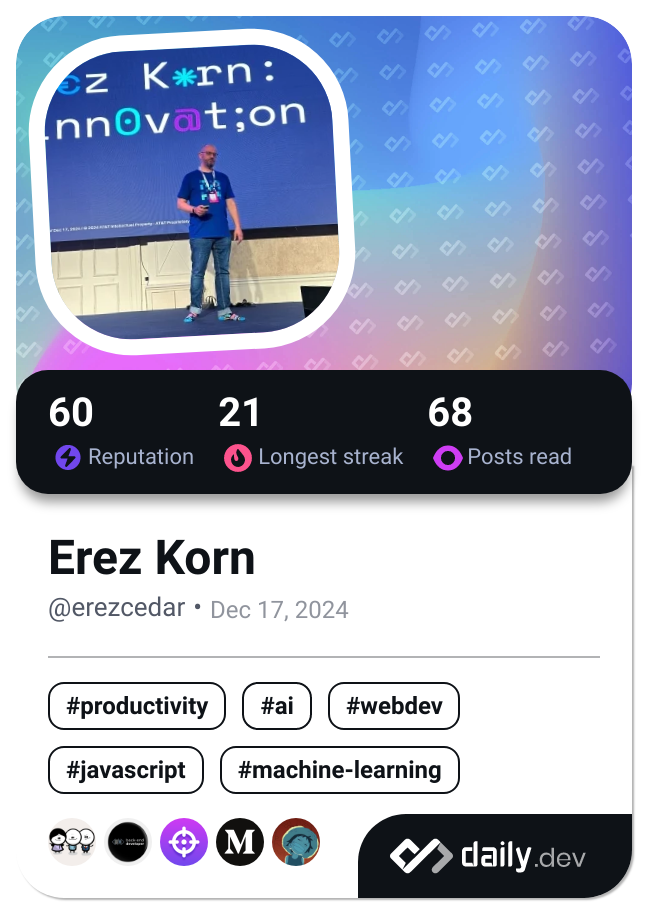 ez K*rn:
nn0v@t;on
60
21
68
Reputation
Longest streak
Posts read
Erez Korn
@erezcedar • Dec 17, 2024
#productivity
#ai
#webdev
#javascript
#machine-learning
M
daily.dev